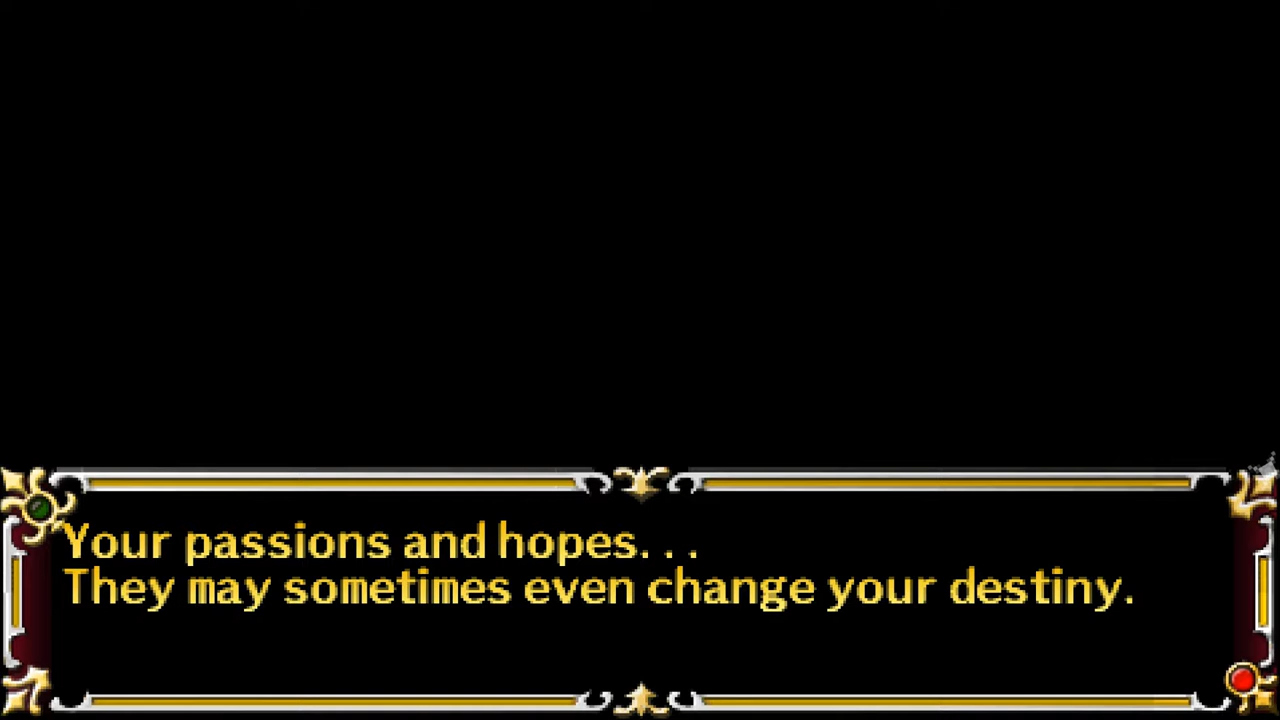 Your passions and hopes. . .
They may sometimes even change your destiny.